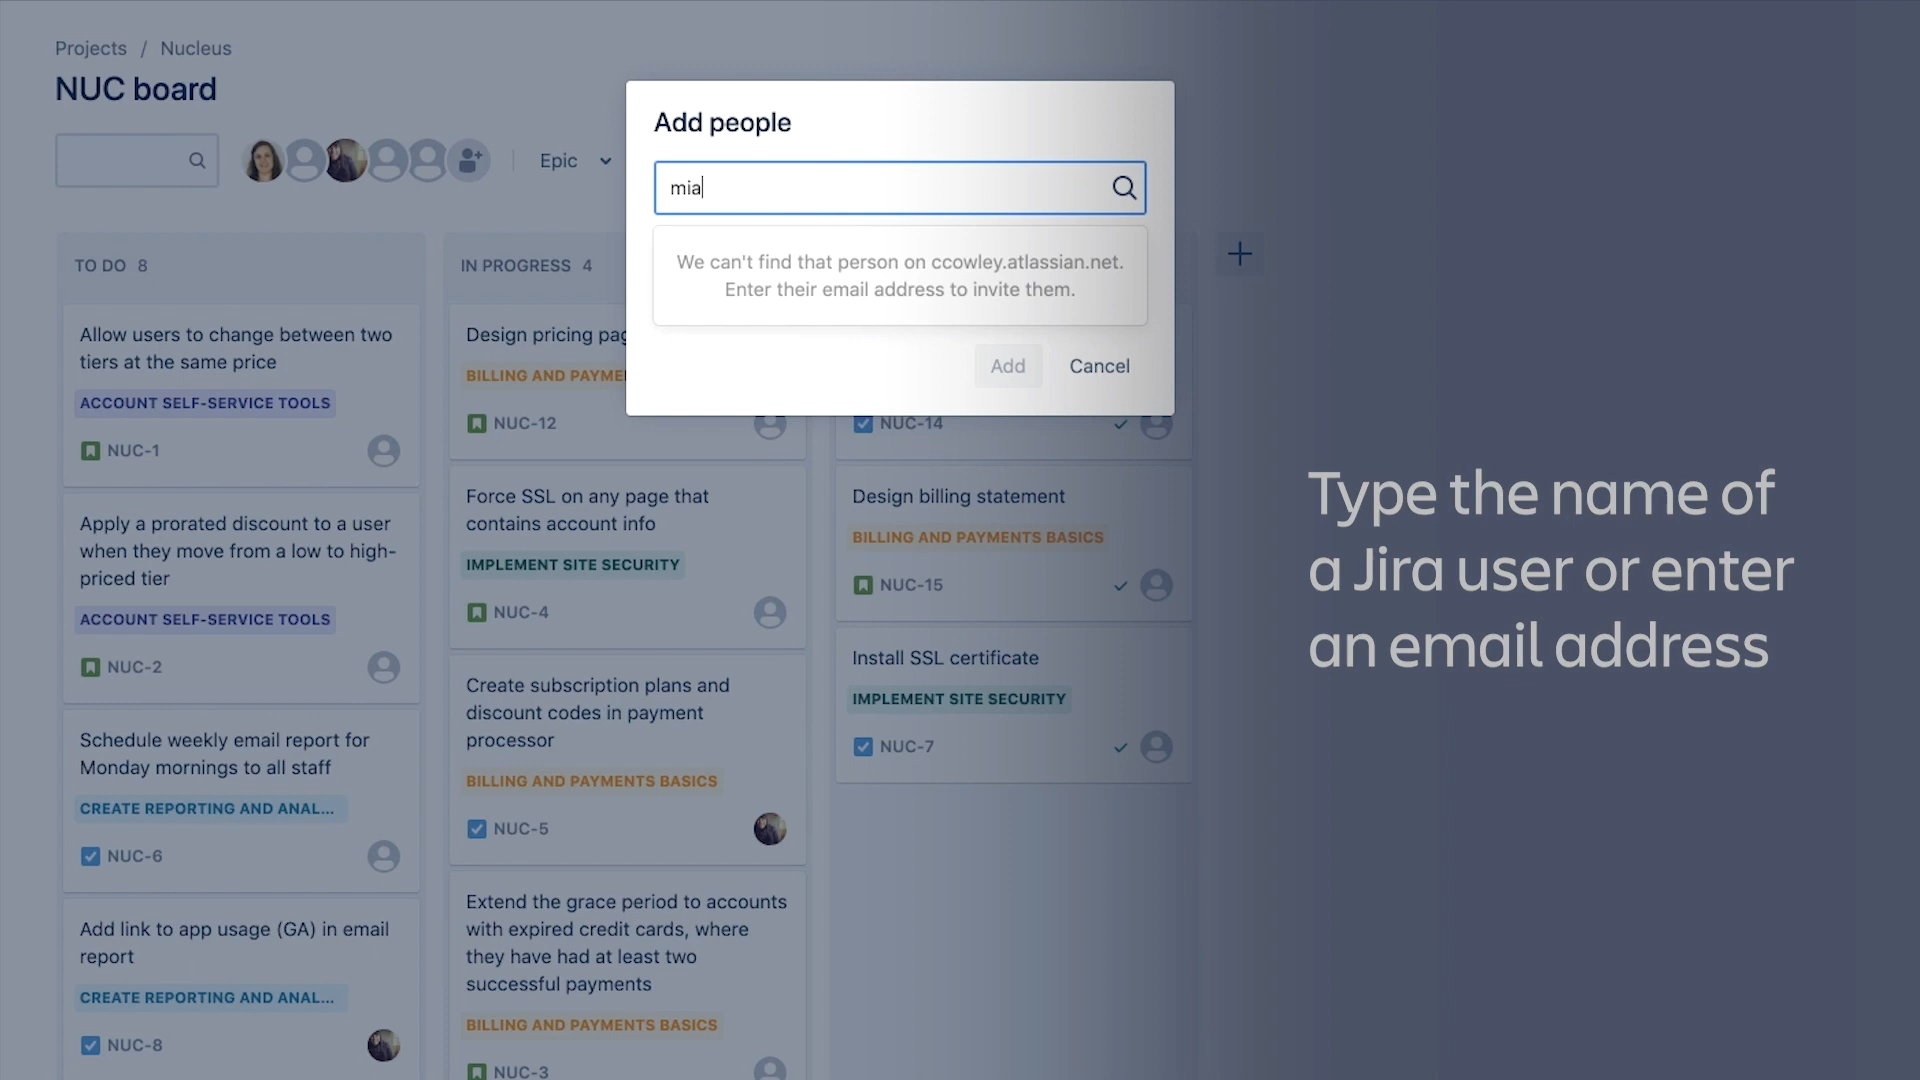 Projects / Nucleus
NUC board
Epic
Add people
mia
We can't find that person on ccowley.atlassian.net.
Enter their email address to invite them.
Add Cancel
TO DO 8
Allow users to change between two
tiers at the same price
ACCOUNT SELF-SERVICE TOOLS
NUC-1
Apply a prorated discount to a user
when they move from a low to high-
priced tier
ACCOUNT SELF-SERVICE TOOLS
NUC-2
Schedule weekly email report for
Monday mornings to all staff
CREATE REPORTING AND ANAL...
NUC-6
Add link to app usage (GA) in email
report
CREATE REPORTING AND ANAL...
NUC-8
IN PROGRESS 4
Design pricing pag
BILLING AND PAYME
NUC-12
Force SSL on any page that
contains account info
IMPLEMENT SITE SECURITY
NUC-4
Create subscription plans and
discount codes in payment
processor
BILLING AND PAYMENTS BASICS
NUC-5
Extend the grace period to accounts
with expired credit cards, where
they have had at least two
successful payments
BILLING AND PAYMENTS BASICS
NUC-3
NUC-14
Design billing statement
BILLING AND PAYMENTS BASICS
NUC-15
Install SSL certificate
IMPLEMENT SITE SECURITY
NUC-7
Type the name of
a Jira user or enter
an email address